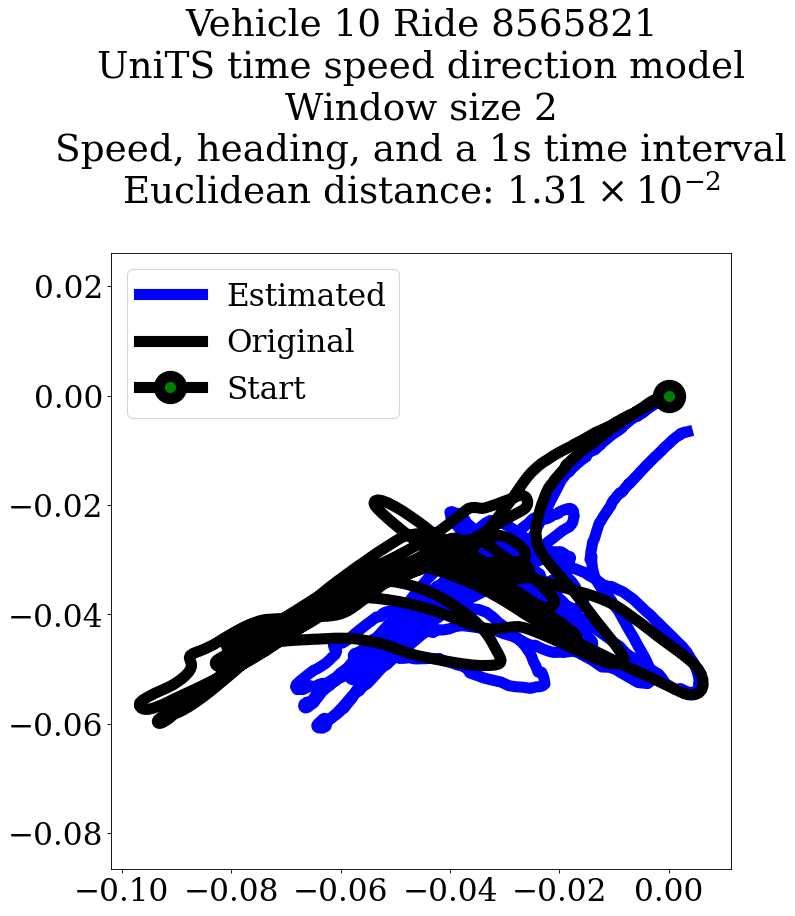 Vehicle 10 Ride 8565821
UniTS time speed direction model
Window size 2
Speed, heading, and a 1s time interval
Euclidean distance: 1.31 × 10⁻²
0.02
0.00
−0.02
−0.04
−0.06
−0.08
Estimated
Original
Start
−0.10 −0.08 −0.06 −0.04 −0.02 0.00